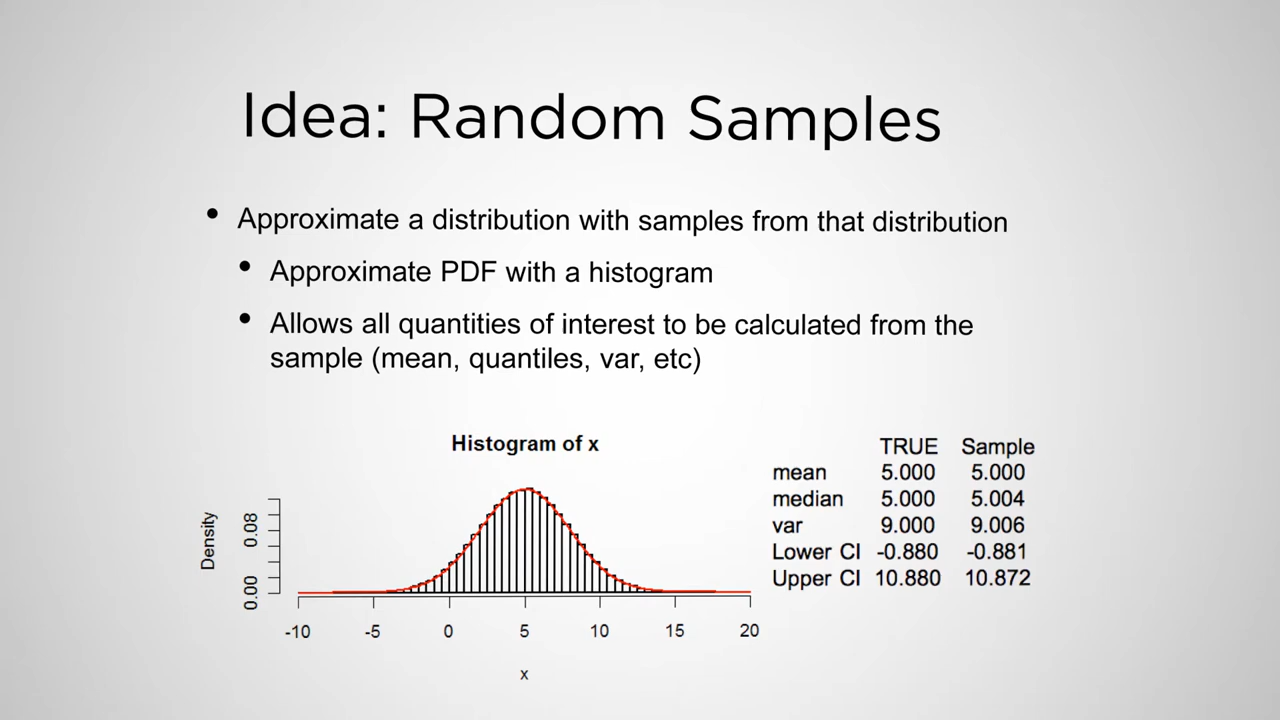 Idea: Random Samples
• Approximate a distribution with samples from that distribution
• Approximate PDF with a histogram
• Allows all quantities of interest to be calculated from the
sample (mean, quantiles, var, etc)
Histogram of x
Density
0.08
0.00
-10 -5 0 5 10 15 20
x
TRUE Sample
mean 5.000 5.000
median 5.000 5.004
var 9.000 9.006
Lower CI -0.880 -0.881
Upper CI 10.880 10.872